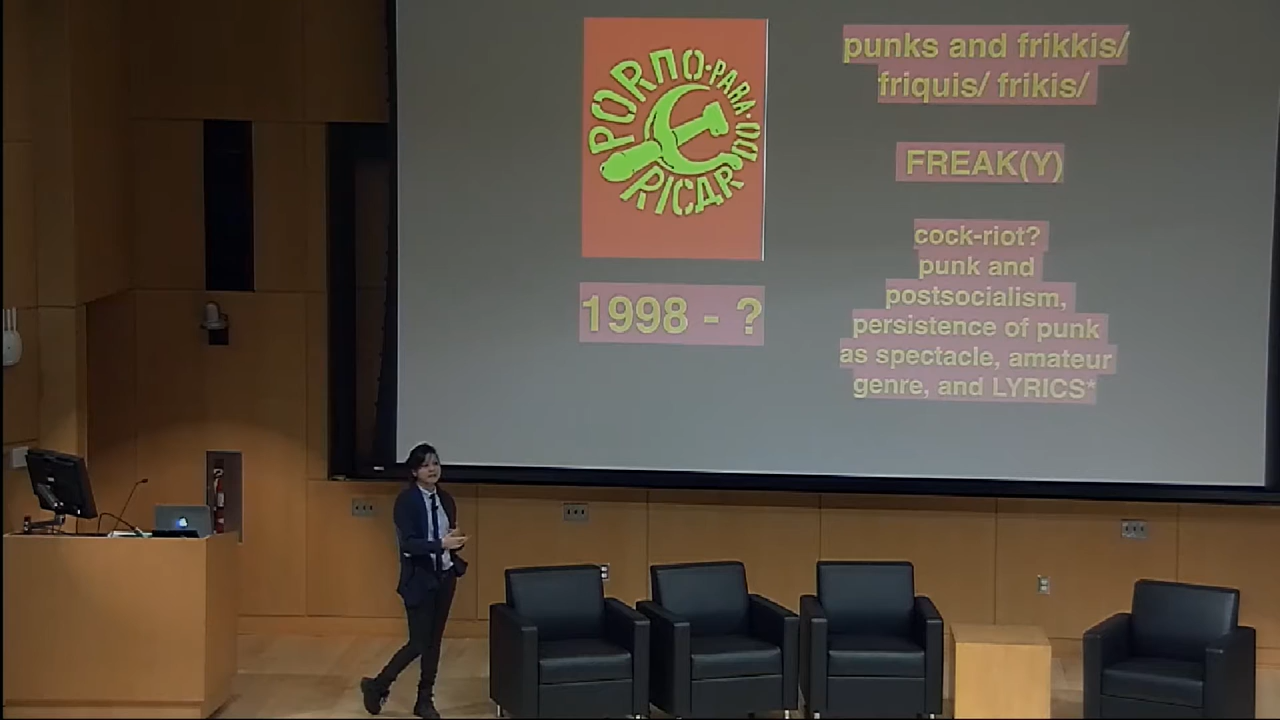 PORПO·PARA·
RICARDO
1998 - ?
punks and frikkis/
friquis/ frikis/
FREAK(Y)
cock-riot?
punk and
postsocialism,
persistence of punk
as spectacle, amateur
genre, and LYRICS*